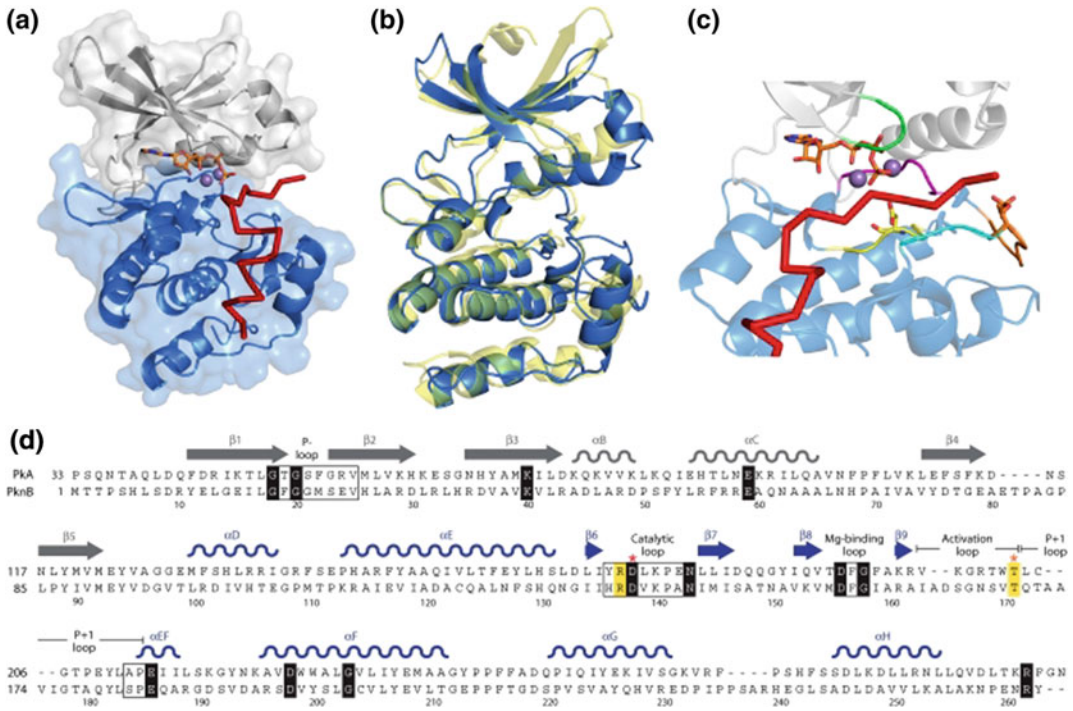 (a)
(b)
(c)
(d)
β1 P-loop β2 β3 αB αC β4
PkA 33 PSQNTAQLDQFDRIKTLGTGSFGRVMLVKHKESGNHYAMKILDKQKVVKLKQIEHTLNEKRILQAVNFPFLVKLEFSFKD----NS
PknB 1 MTTPSHLSDRYELGEILGFGGMSEVHLARDLRLHRDVAVKVLRADLARDPSFYLRFRREAQNAAALNHPAIVAVYDTGEAETPAGP
10 20 30 40 50 60 70 80
β5 αD αE β6 Catalytic loop β7 β8 Mg-binding loop β9 Activation loop P+1 loop
117 NLYMVMEYVAGGEMFSHLRRIGRFSEPHARFYAAQIVLTFEYLHSLDLIYRDLKPENLLIDQQGYIQVTDFGFAKRV--KGRTWTLC--
85 LPYIVMEYVDGVTLRDIVHTEGPMTPKRAIEVIADACQALNFSHQNGIIHRDVKPANIMISATNAVKVMDFGIARAIADSGNSVTQTAA
90 100 110 120 130 140 150 160 170
P+1 loop αEF αF αG αH
206 --GTPEYLAPEIILSKGYNKAVDWWALGVLIYEMAAGYPPFFADQPIQIYEKIVSGKVRF---PSHFSSDLKDLLRNLLQVDLTKRFGN
174 VIGTAQYLSPEQARGDSVDARSDVYSLGCVLYEVLTGEPPFTGDSPVSVAYQHVREDPIPPSARHEGLSADLDAVVLKALAKNPENRY--
180 190 200 210 220 230 240 250 260